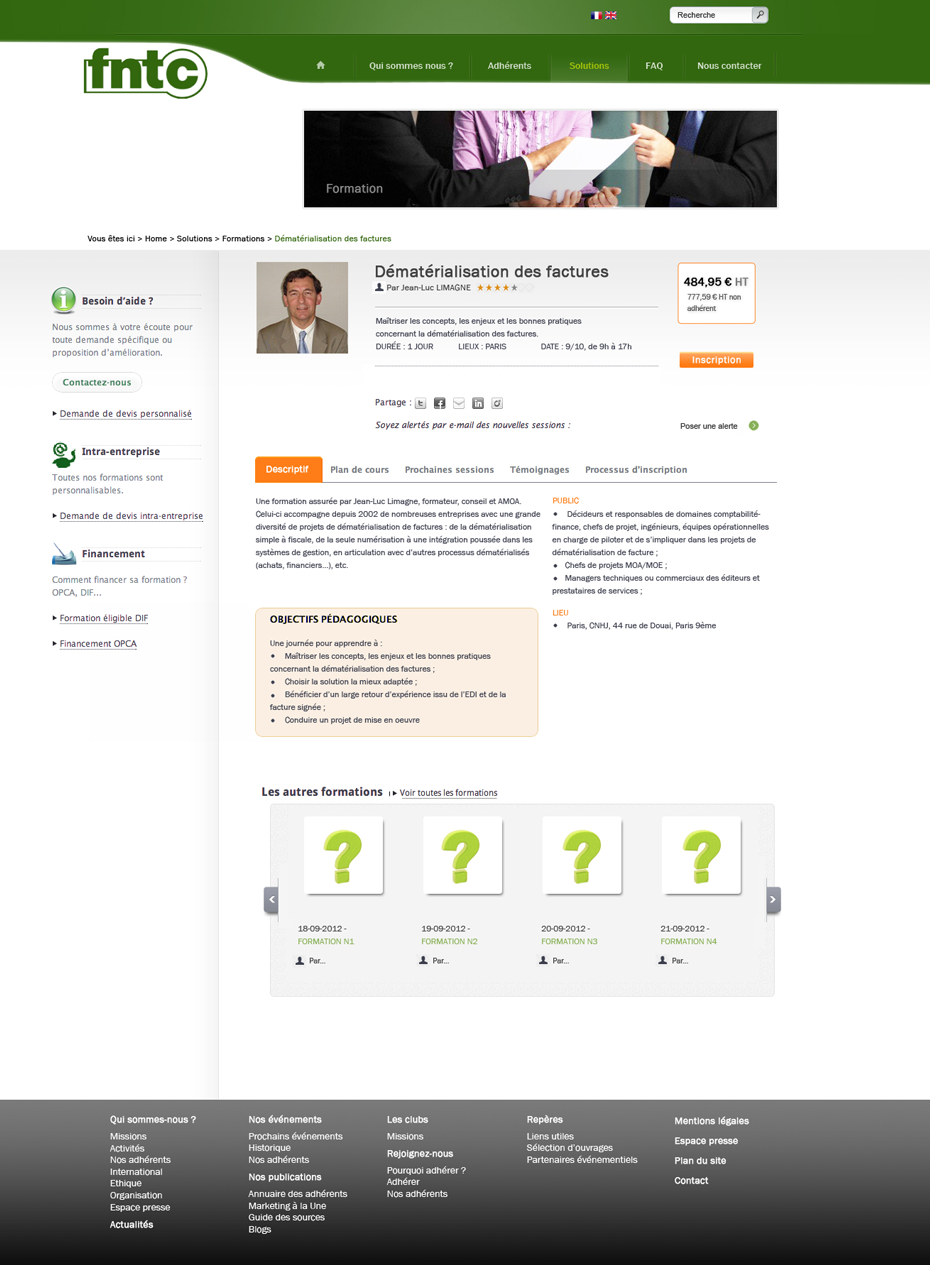 Recherche
fntc
Qui sommes nous ?
Adhérents
Solutions
FAQ
Nous contacter
Formation
Vous êtes ici > Home > Solutions > Formations > Dématérialisation des factures
Besoin d'aide ?
Nous sommes à votre écoute pour
toute demande spécifique ou
proposition d'amélioration.
Contactez-nous
Demande de devis personnalisé
Intra-entreprise
Toutes nos formations sont
personnalisables.
Demande de devis intra-entreprise
Financement
Comment financer sa formation ?
OPCA, DIF...
Formation éligible DIF
Financement OPCA
Dématérialisation des factures
Par Jean-Luc LIMAGNE
Maîtriser les concepts, les enjeux et les bonnes pratiques
concernant la dématérialisation des factures.
DURÉE : 1 JOUR LIEUX : PARIS DATE : 9/10, de 9h à 17h
484,95 € HT
777,59 € HT non
adhérent
Inscription
Partage :
Soyez alertés par e-mail des nouvelles sessions :
Poser une alerte
Descriptif
Plan de cours
Prochaines sessions
Témoignages
Processus d'inscription
Une formation assurée par Jean-Luc Limagne, formateur, conseil et AMOA.
Celui-ci accompagne depuis 2002 de nombreuses entreprises avec une grande
diversité de projets de dématérialisation de factures : de la dématérialisation
simple à fiscale, de la seule numérisation à une intégration poussée dans les
systèmes de gestion, en articulation avec d'autres processus dématérialisés
(achats, financiers...), etc.
OBJECTIFS PÉDAGOGIQUES
Une journée pour apprendre à :
• Maîtriser les concepts, les enjeux et les bonnes pratiques
concernant la dématérialisation des factures ;
• Choisir la solution la mieux adaptée ;
• Bénéficier d'un large retour d'expérience issu de l'EDI et de la
facture signée ;
• Conduire un projet de mise en oeuvre
PUBLIC
• Décideurs et responsables de domaines comptabilité-
finance, chefs de projet, ingénieurs, équipes opérationnelles
en charge de piloter et de s'impliquer dans les projets de
dématérialisation de facture ;
• Chefs de projets MOA/MOE ;
• Managers techniques ou commerciaux des éditeurs et
prestataires de services ;
LIEU
• Paris, CNHJ, 44 rue de Douai, Paris 9ème
Les autres formations
Voir toutes les formations
18-09-2012 -
FORMATION N1
Par...
19-09-2012 -
FORMATION N2
Par...
20-09-2012 -
FORMATION N3
Par...
21-09-2012 -
FORMATION N4
Par...
Qui sommes-nous ?
Missions
Activités
Nos adhérents
International
Ethique
Organisation
Espace presse
Actualités
Nos événements
Prochains événements
Historique
Nos adhérents
Nos publications
Annuaire des adhérents
Marketing à la Une
Guide des sources
Blogs
Les clubs
Missions
Rejoignez-nous
Pourquoi adhérer ?
Adhérer
Nos adhérents
Repères
Liens utiles
Sélection d'ouvrages
Partenaires événementiels
Mentions légales
Espace presse
Plan du site
Contact